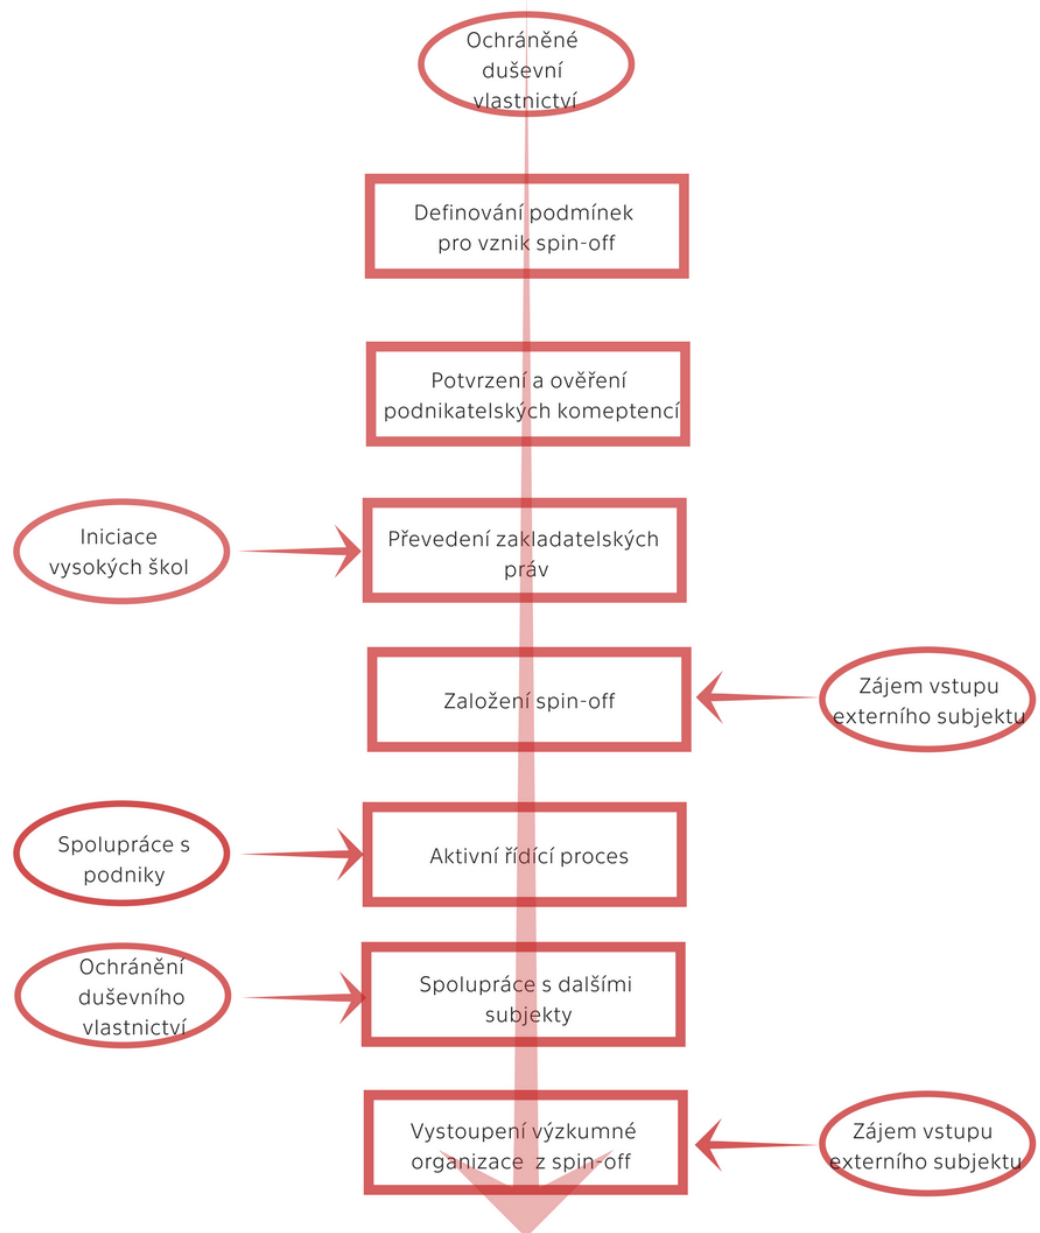 Ochráněné
duševní
vlastnictví
Definování podmínek
pro vznik spin-off
Potvrzení a ověření
podnikatelských komeptencí
Iniciace
vysokých škol
Převedení zakladatelských
práv
Založení spin-off
Zájem vstupu
externího subjektu
Spolupráce s
podniky
Aktivní řídící proces
Ochránění
duševního
vlastnictví
Spolupráce s dalšími
subjekty
Vystoupení výzkumné
organizace z spin-off
Zájem vstupu
externího subjektu